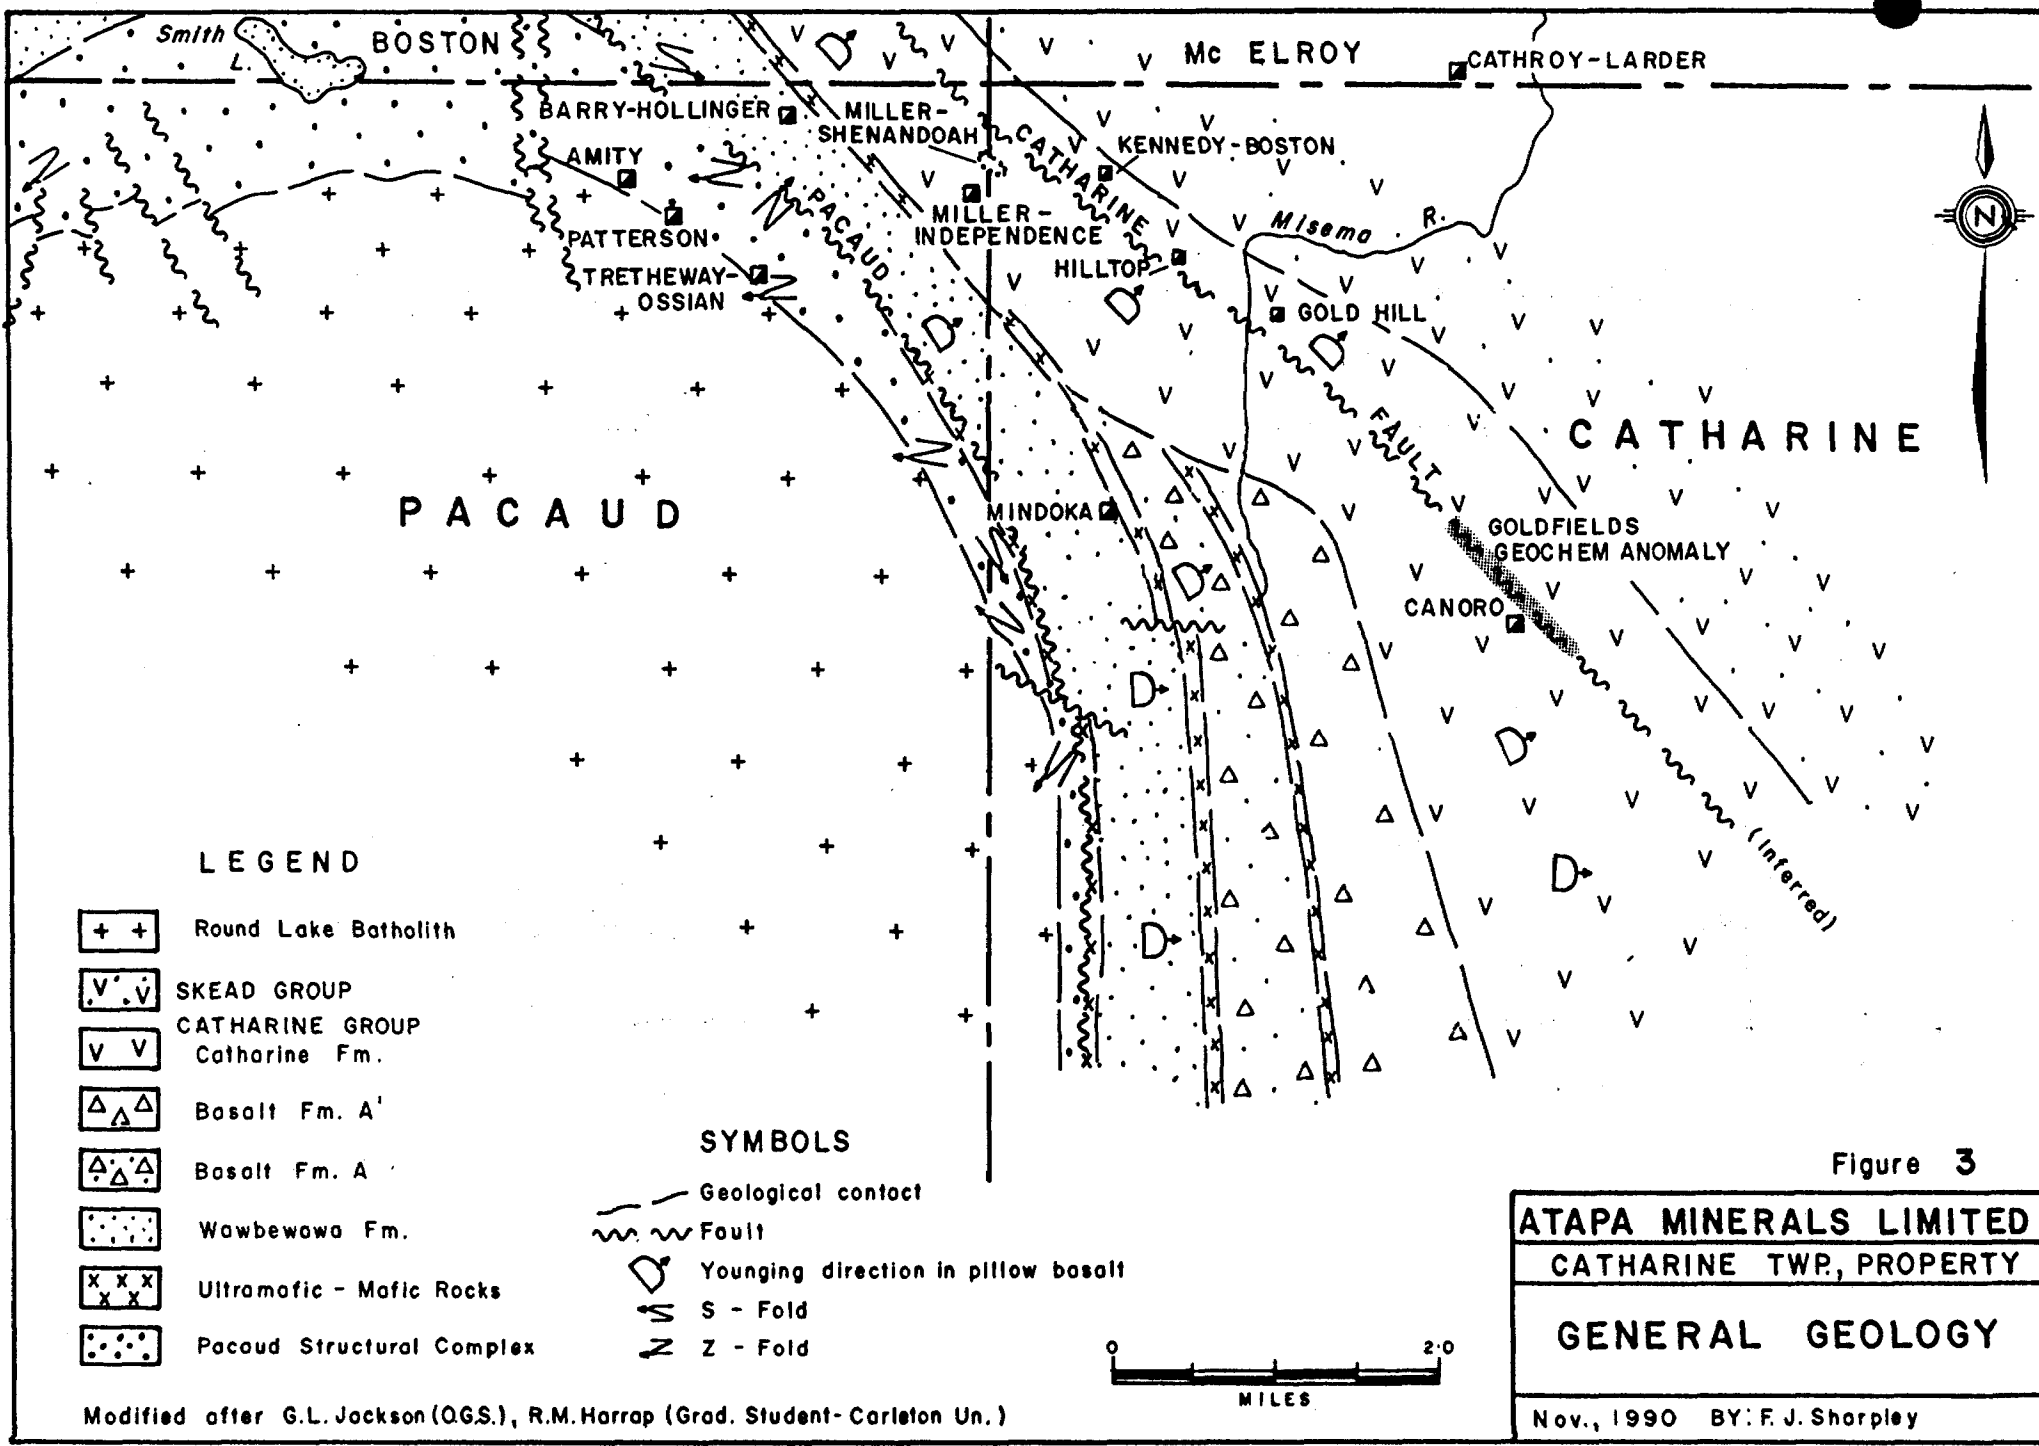 Smith
L.
BOSTON
Mc ELROY
CATHROY-LARDER
BARRY-HOLLINGER
MILLER-
SHENANDOAH
CATHARINE
KENNEDY-BOSTON
AMITY
PACAUD
MILLER-
INDEPENDENCE
Misema R.
PATTERSON
HILLTOP
TRETHEWAY-
OSSIAN
GOLD HILL
N
FAULT
CATHARINE
PACAUD
MINDOKA
GOLDFIELDS
GEOCHEM ANOMALY
CANORO
(Inferred)
LEGEND
Round Lake Batholith
SKEAD GROUP
CATHARINE GROUP
Catharine Fm.
Basalt Fm. A'
Basalt Fm. A
Wawbewawa Fm.
Ultramafic - Mafic Rocks
Pacaud Structural Complex
SYMBOLS
Geological contact
Fault
Younging direction in pillow basalt
S - Fold
Z - Fold
0 2.0
MILES
Modified after G.L. Jackson (O.G.S.), R.M. Harrap (Grad. Student-Carleton Un.)
Figure 3
ATAPA MINERALS LIMITED
CATHARINE TWP., PROPERTY
GENERAL GEOLOGY
Nov., 1990 BY: F. J. Sharpley